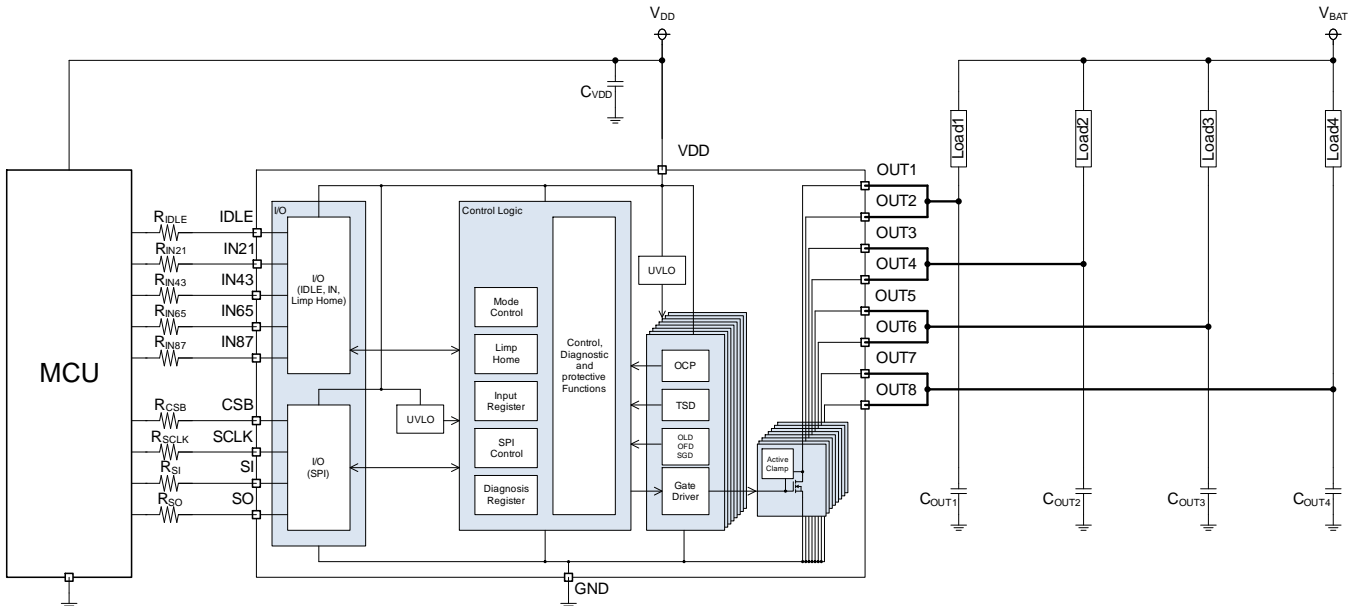 VDD
VBAT
CVDD
VDD
MCU
RIDLE
IDLE
RIN21
IN21
RIN43
IN43
RIN65
IN65
RIN87
IN87
RCSB
CSB
RSCLK
SCLK
RSI
SI
RSO
SO
I/O
I/O
(IDLE, IN,
Limp Home)
I/O
(SPI)
UVLO
Control Logic
Mode
Control
Limp
Home
Input
Register
SPI
Control
Diagnosis
Register
Control,
Diagnostic
and
protective
Functions
UVLO
OCP
TSD
OLD
OFD
SGD
Gate
Driver
Active
Clamp
GND
OUT1
OUT2
OUT3
OUT4
OUT5
OUT6
OUT7
OUT8
Load1
Load2
Load3
Load4
COUT1
COUT2
COUT3
COUT4